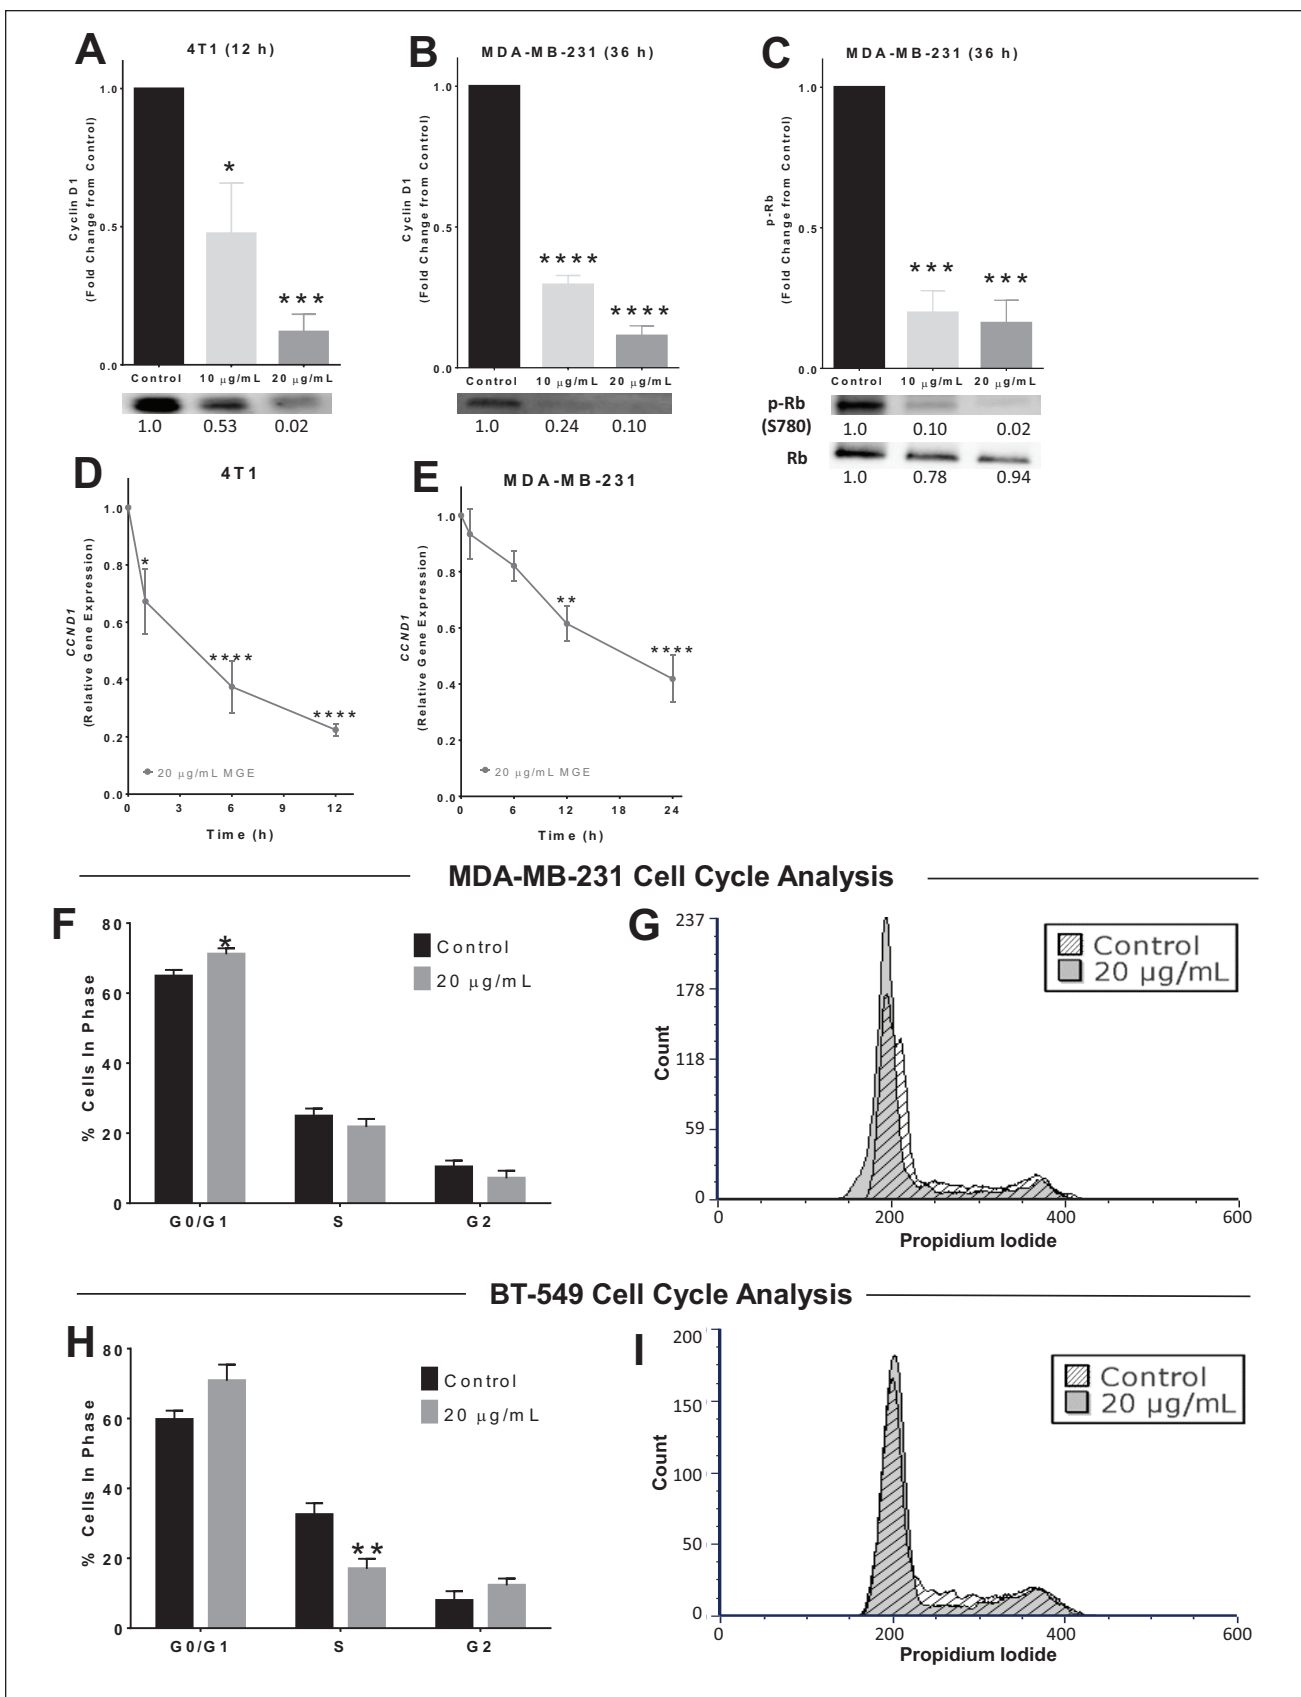 A
4T1 (12 h)
Cyclin D1
(Fold Change from Control)
1.0
0.5
0.0
*
***
Control 10 μg/mL 20 μg/mL
1.0 0.53 0.02
B
MDA-MB-231 (36 h)
Cyclin D1
(Fold Change from Control)
1.0
0.5
0.0
****
****
Control 10 μg/mL 20 μg/mL
1.0 0.24 0.10
C
MDA-MB-231 (36 h)
p-Rb
(Fold Change from Control)
1.0
0.5
0.0
***
***
Control 10 μg/mL 20 μg/mL
p-Rb
(S780) 1.0 0.10 0.02
Rb
1.0 0.78 0.94
D
4T1
CCND1
(Relative Gene Expression)
1.0
0.8
0.6
0.4
0.2
0.0
*
****
****
20 μg/mL MGE
0 3 6 9 12
Time (h)
E
MDA-MB-231
CCND1
(Relative Gene Expression)
1.0
0.8
0.6
0.4
0.2
0.0
**
****
20 μg/mL MGE
0 6 12 18 24
Time (h)
MDA-MB-231 Cell Cycle Analysis
F
% Cells In Phase
80
60
40
20
0
*
Control
20 μg/mL
G0/G1 S G2
G
Count
237
178
118
59
0
Control
20 μg/mL
0 200 400 600
Propidium Iodide
BT-549 Cell Cycle Analysis
H
% Cells In Phase
80
60
40
20
0
**
Control
20 μg/mL
G0/G1 S G2
I
Count
200
150
100
50
0
Control
20 μg/mL
0 200 400 600
Propidium Iodide